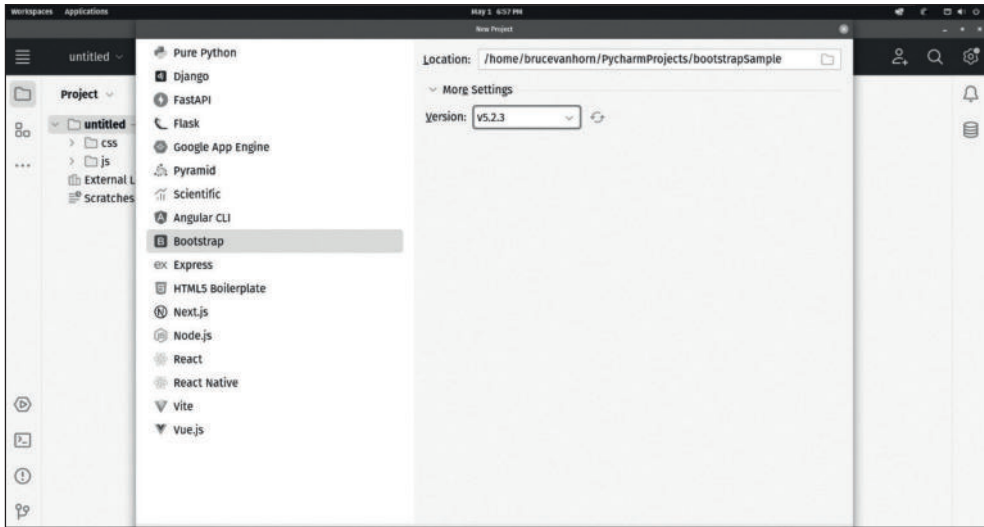 Workspaces Applications
May 1 6:57 PM
New Project
untitled
Project
untitled
css
js
External L
Scratches
Pure Python
Django
FastAPI
Flask
Google App Engine
Pyramid
Scientific
Angular CLI
Bootstrap
ex Express
HTML5 Boilerplate
Next.js
Node.js
React
React Native
Vite
Vue.js
Location: /home/brucevanhorn/PycharmProjects/bootstrapSample
More Settings
Version: v5.2.3